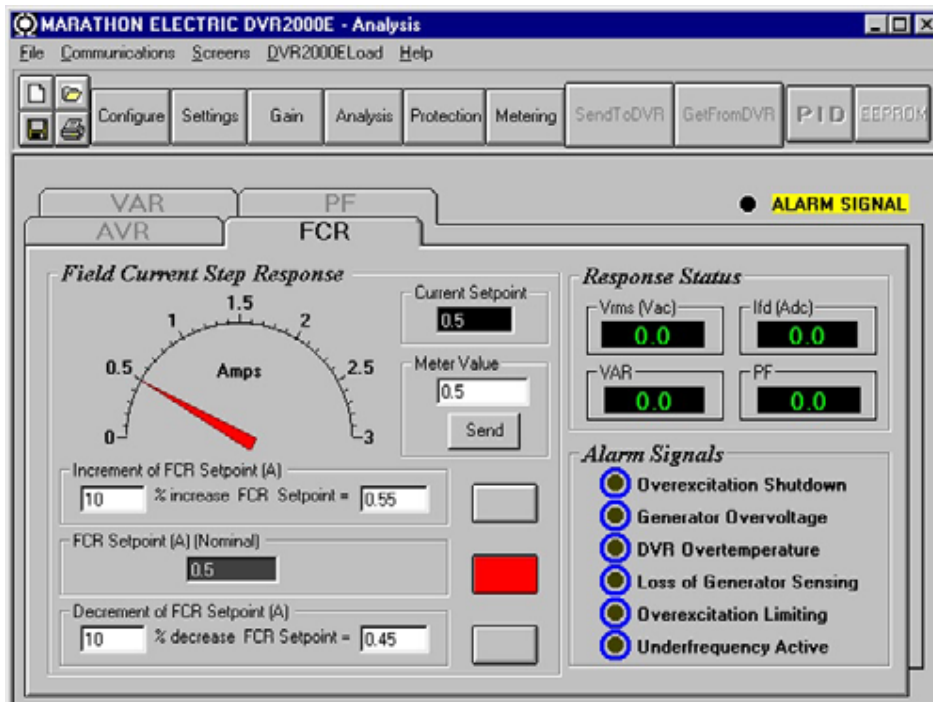 MARATHON ELECTRIC DVR2000E - Analysis
File Communications Screens DVR2000ELoad Help
Configure Settings Gain Analysis Protection Metering SendToDVR GetFromDVR PID EEPROM
VAR PF
ALARM SIGNAL
AVR FCR
Field Current Step Response
0 0.5 1 1.5 2 2.5 3
Amps
Current Setpoint
0.5
Meter Value
0.5
Send
Increment of FCR Setpoint (A)
10 % increase FCR Setpoint = 0.55
FCR Setpoint (A) (Nominal)
0.5
Decrement of FCR Setpoint (A)
10 % decrease FCR Setpoint = 0.45
Response Status
Vrms (Vac) Ifd (Adc)
0.0 0.0
VAR PF
0.0 0.0
Alarm Signals
Overexcitation Shutdown
Generator Overvoltage
DVR Overtemperature
Loss of Generator Sensing
Overexcitation Limiting
Underfrequency Active